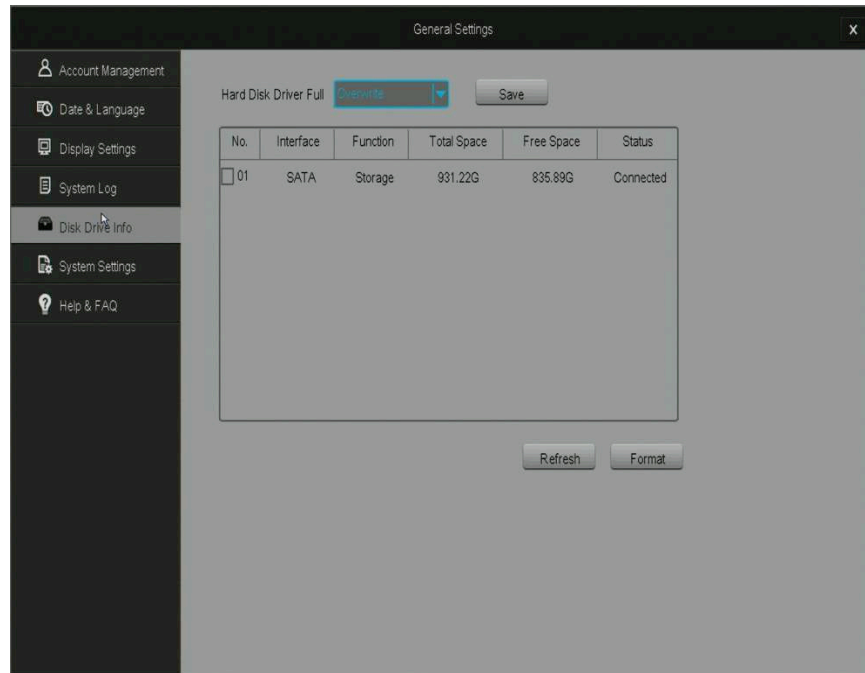 General Settings
X
Account Management
Date & Language
Display Settings
System Log
Disk Drive Info
System Settings
Help & FAQ
Hard Disk Driver Full Overwrite Save
No. Interface Function Total Space Free Space Status
01 SATA Storage 931.22G 835.89G Connected
Refresh Format